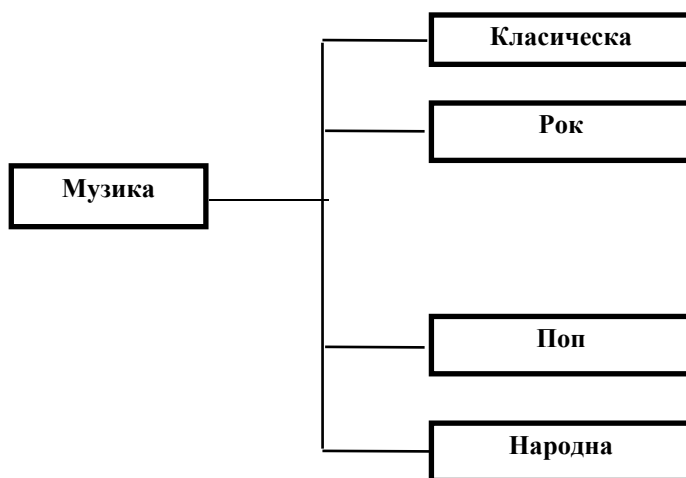 Класическа
Рок
Музика
Поп
Народна